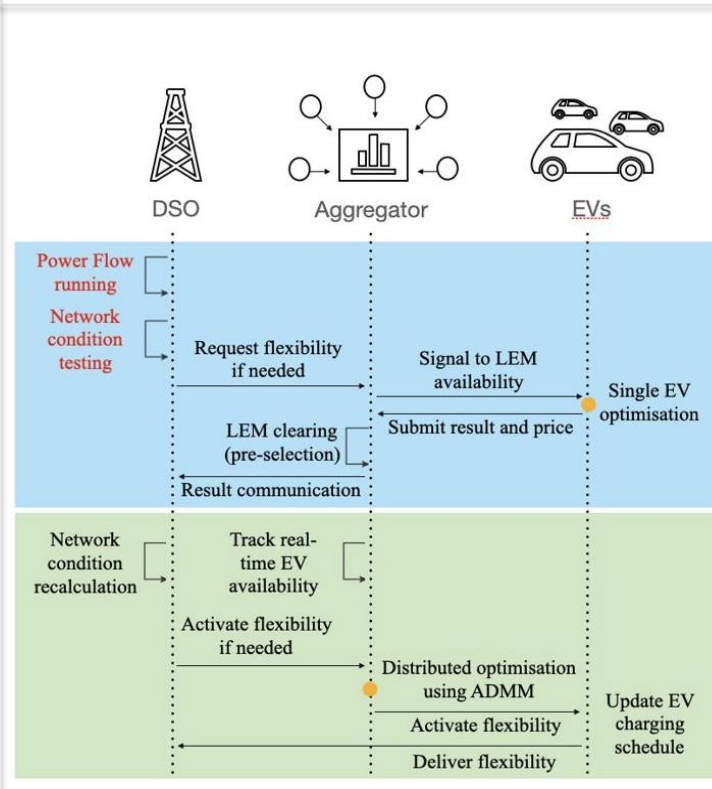 DSO
Aggregator
EVs
Power Flow
running
Network
condition
testing
Request flexibility
if needed
Signal to LEM
availability
Single EV
optimisation
Submit result and price
LEM clearing
(pre-selection)
Result communication
Network
condition
recalculation
Track real-
time EV
availability
Activate flexibility
if needed
Distributed optimisation
using ADMM
Activate flexibility
Update EV
charging
schedule
Deliver flexibility